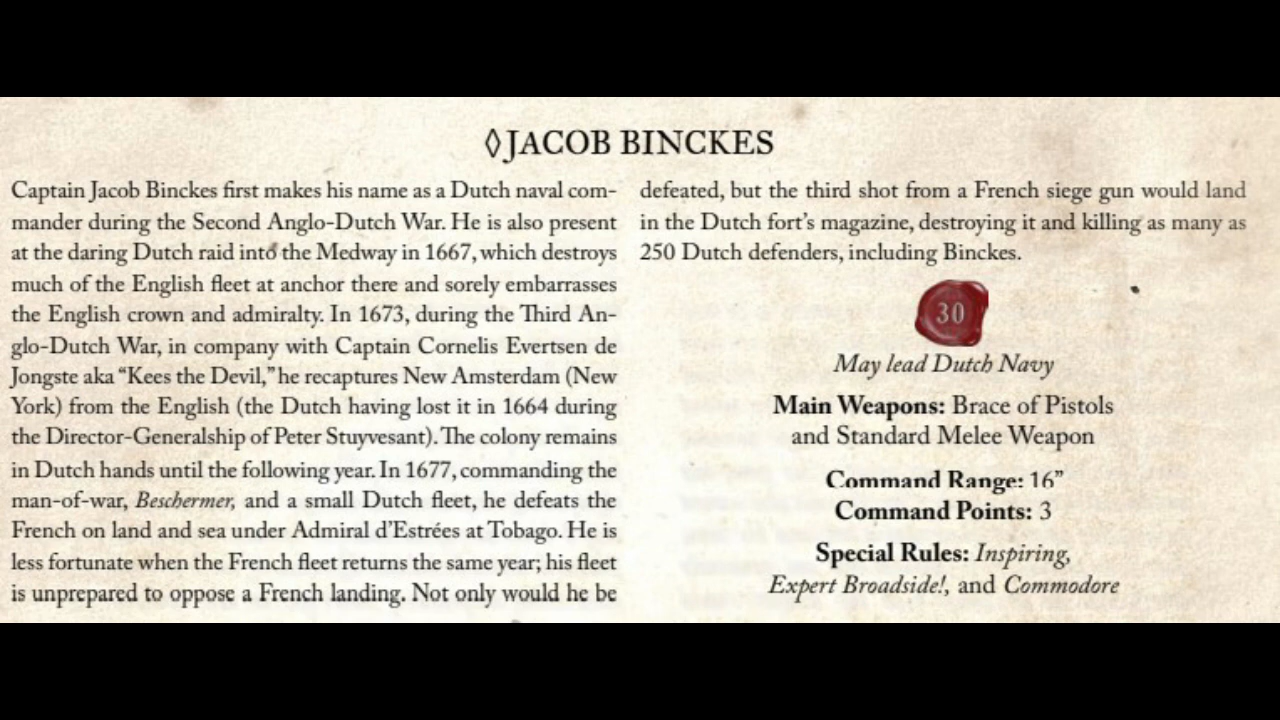 ◊JACOB BINCKES
Captain Jacob Binckes first makes his name as a Dutch naval com-
mander during the Second Anglo-Dutch War. He is also present
at the daring Dutch raid into the Medway in 1667, which destroys
much of the English fleet at anchor there and sorely embarrasses
the English crown and admiralty. In 1673, during the Third An-
glo-Dutch War, in company with Captain Cornelis Evertsen de
Jongste aka “Kees the Devil,” he recaptures New Amsterdam (New
York) from the English (the Dutch having lost it in 1664 during
the Director-Generalship of Peter Stuyvesant). The colony remains
in Dutch hands until the following year. In 1677, commanding the
man-of-war, Beschermer, and a small Dutch fleet, he defeats the
French on land and sea under Admiral d’Estrées at Tobago. He is
less fortunate when the French fleet returns the same year; his fleet
is unprepared to oppose a French landing. Not only would he be
defeated, but the third shot from a French siege gun would land
in the Dutch fort’s magazine, destroying it and killing as many as
250 Dutch defenders, including Binckes.
30
May lead Dutch Navy
Main Weapons: Brace of Pistols
and Standard Melee Weapon
Command Range: 16”
Command Points: 3
Special Rules: Inspiring,
Expert Broadside!, and Commodore